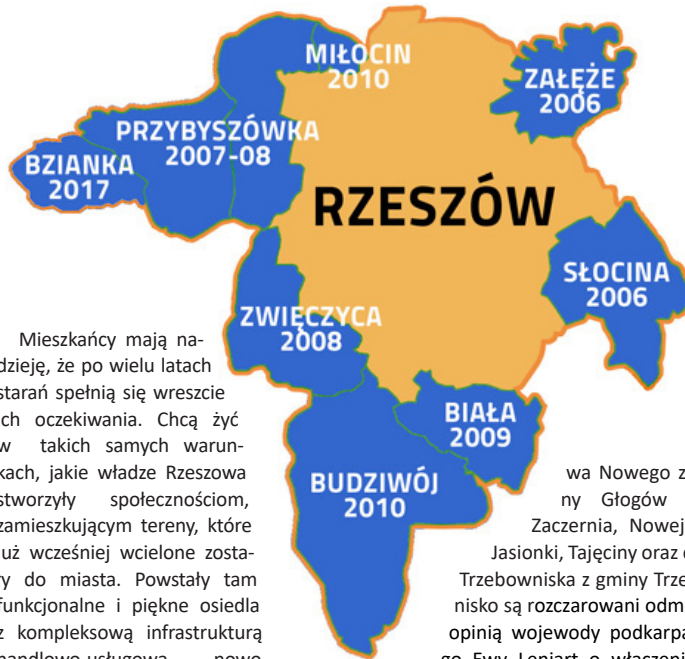 MIŁOCIN
2010
ZAŁĘŻE
2006
PRZYBYSZÓWKA
2007-08
BZIANKA
2017
RZESZÓW
SŁOCINA
2006
ZWIĘCZYCA
2008
BIAŁA
2009
BUDZIWÓJ
2010
Mieszkańcy mają na-
dzieję, że po wielu latach
starań spełnią się wreszcie
ch oczekiwania. Chcą żyć
w takich samych warun-
kach, jakie władze Rzeszowa
stworzyły społecznościom,
zamieszkującym tereny, które
uż wcześniej wcielone zosta-
y do miasta. Powstały tam
funkcjonalne i piękne osiedla
z kompleksową infrastrukturą
wa Nowego z
ny Głogów
Zaczernia, Nowej
Jasionki, Tajęciny oraz
Trzebowniska z gminy Trze
nisko są rozczarowani odm
opinią wojewody podkarpa